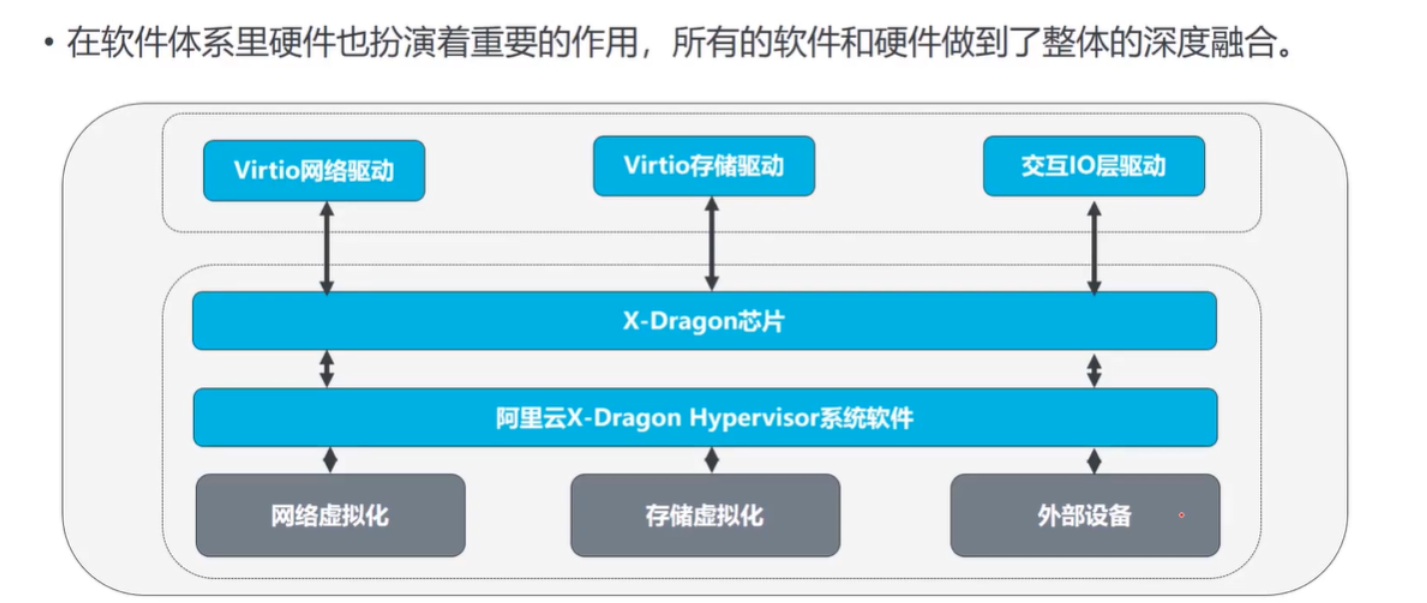 • 在软件体系里硬件也扮演着重要的作用，所有的软件和硬件做到了整体的深度融合。
Virtio网络驱动
Virtio存储驱动
交互IO层驱动
X-Dragon芯片
阿里云X-Dragon Hypervisor系统软件
网络虚拟化
存储虚拟化
外部设备